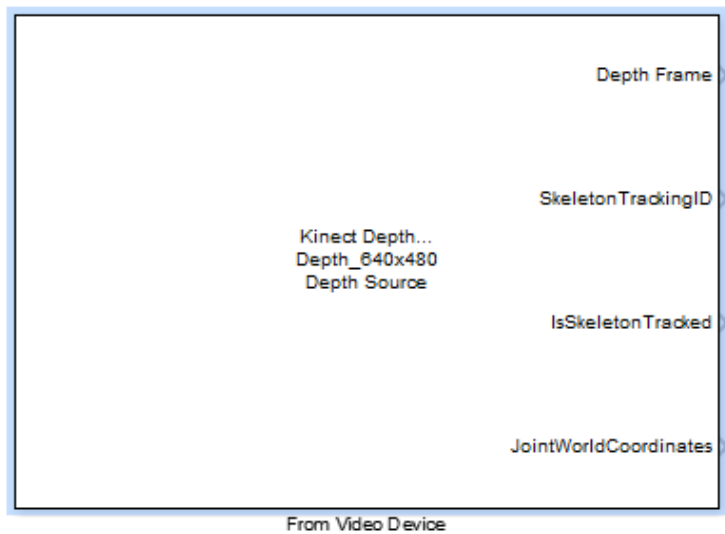 Depth Frame
SkeletonTrackingID
Kinect Depth...
Depth_640x480
Depth Source
IsSkeletonTracked
JointWorldCoordinates
From Video Device